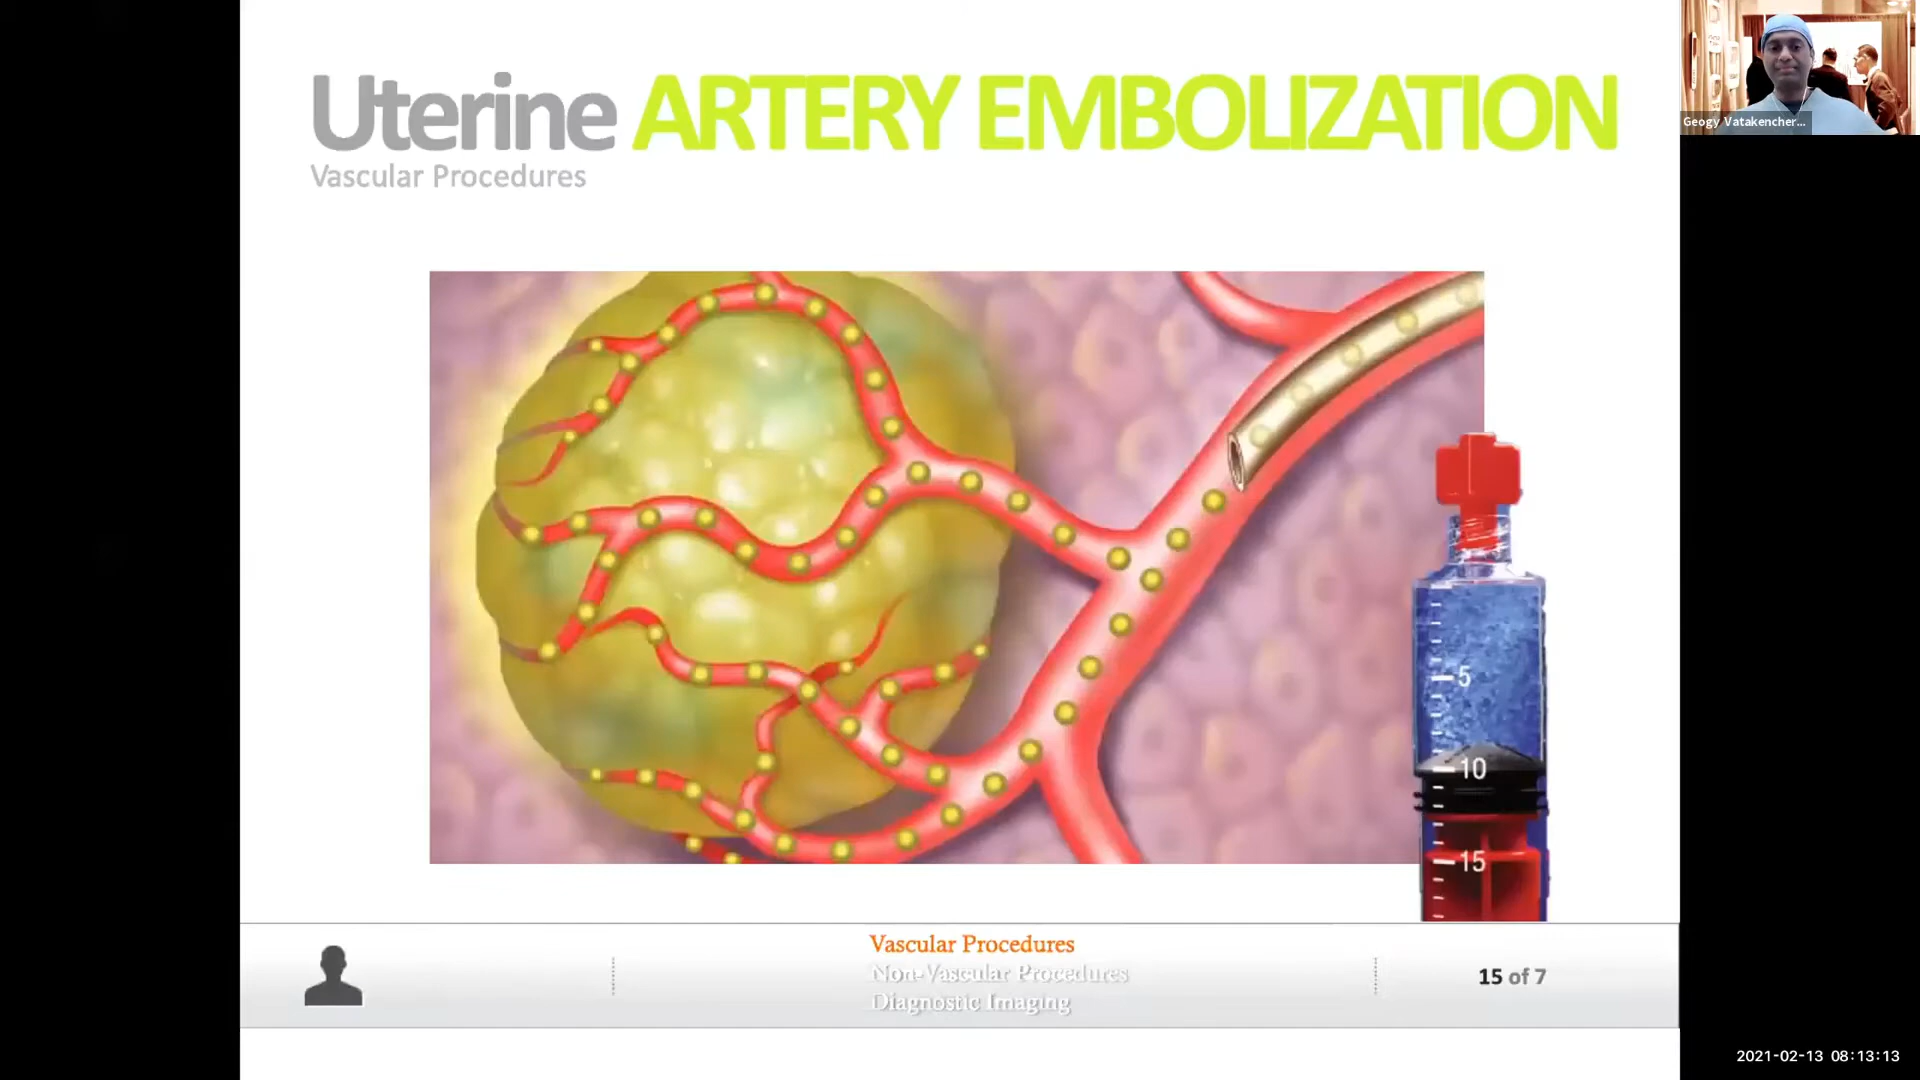 Uterine ARTERY EMBOLIZATION
Vascular Procedures
Geogy Vatakencher...
5
10
15
Vascular Procedures
Non-Vascular Procedures
Diagnostic Imaging
15 of 7
2021-02-13 08:13:13